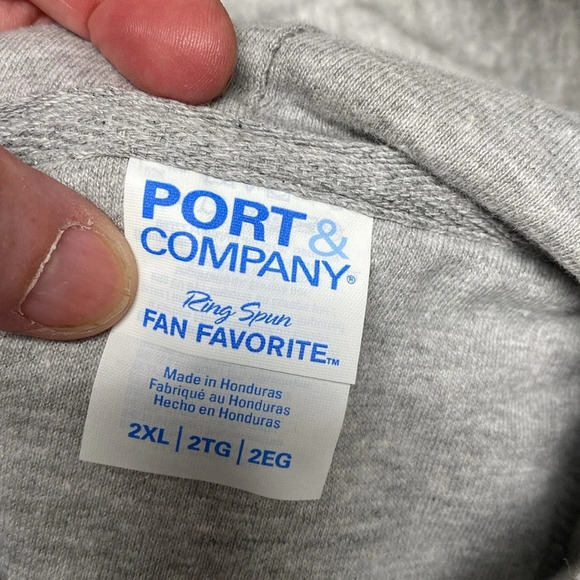 PORT &
COMPANY®
Ring Spun
FAN FAVORITE™
Made in Honduras
Fabriqué au Honduras
Hecho en Honduras
2XL | 2TG | 2EG